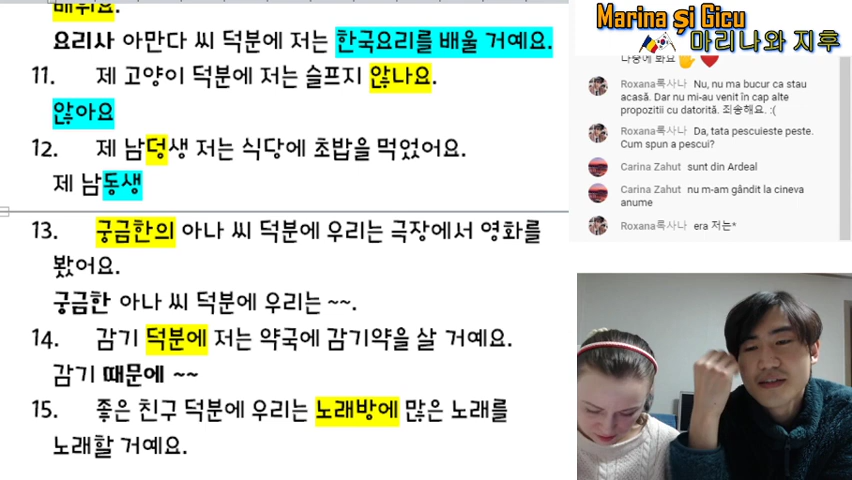 배뉘요.
요리사 아만다 씨 덕분에 저는 한국요리를 배울 거예요.
11. 제 고양이 덕분에 저는 슬프지 않나요.
않아요
12. 제 남덩생 저는 식당에 초밥을 먹었어요.
제 남동생
13. 궁금한의 아나 씨 덕분에 우리는 극장에서 영화를
봤어요.
궁금한 아나 씨 덕분에 우리는 ~~.
14. 감기 덕분에 저는 약국에 감기약을 살 거예요.
감기 때문에 ~~
15. 좋은 친구 덕분에 우리는 노래방에 많은 노래를
노래할 거예요.
Marina și Gicu
마리나와 지후
나중에 봐요
Roxana록사나 Nu, nu ma bucur ca stau
acasă. Dar nu mi-au venit în cap alte
propozitii cu datorită. 죄송해요. :(
Roxana록사나 Da, tata pescuieste peste.
Cum spun a pescui?
Carina Zahut sunt din Ardeal
Carina Zahut nu m-am gândit la cineva
anume
Roxana록사나 era 저는*